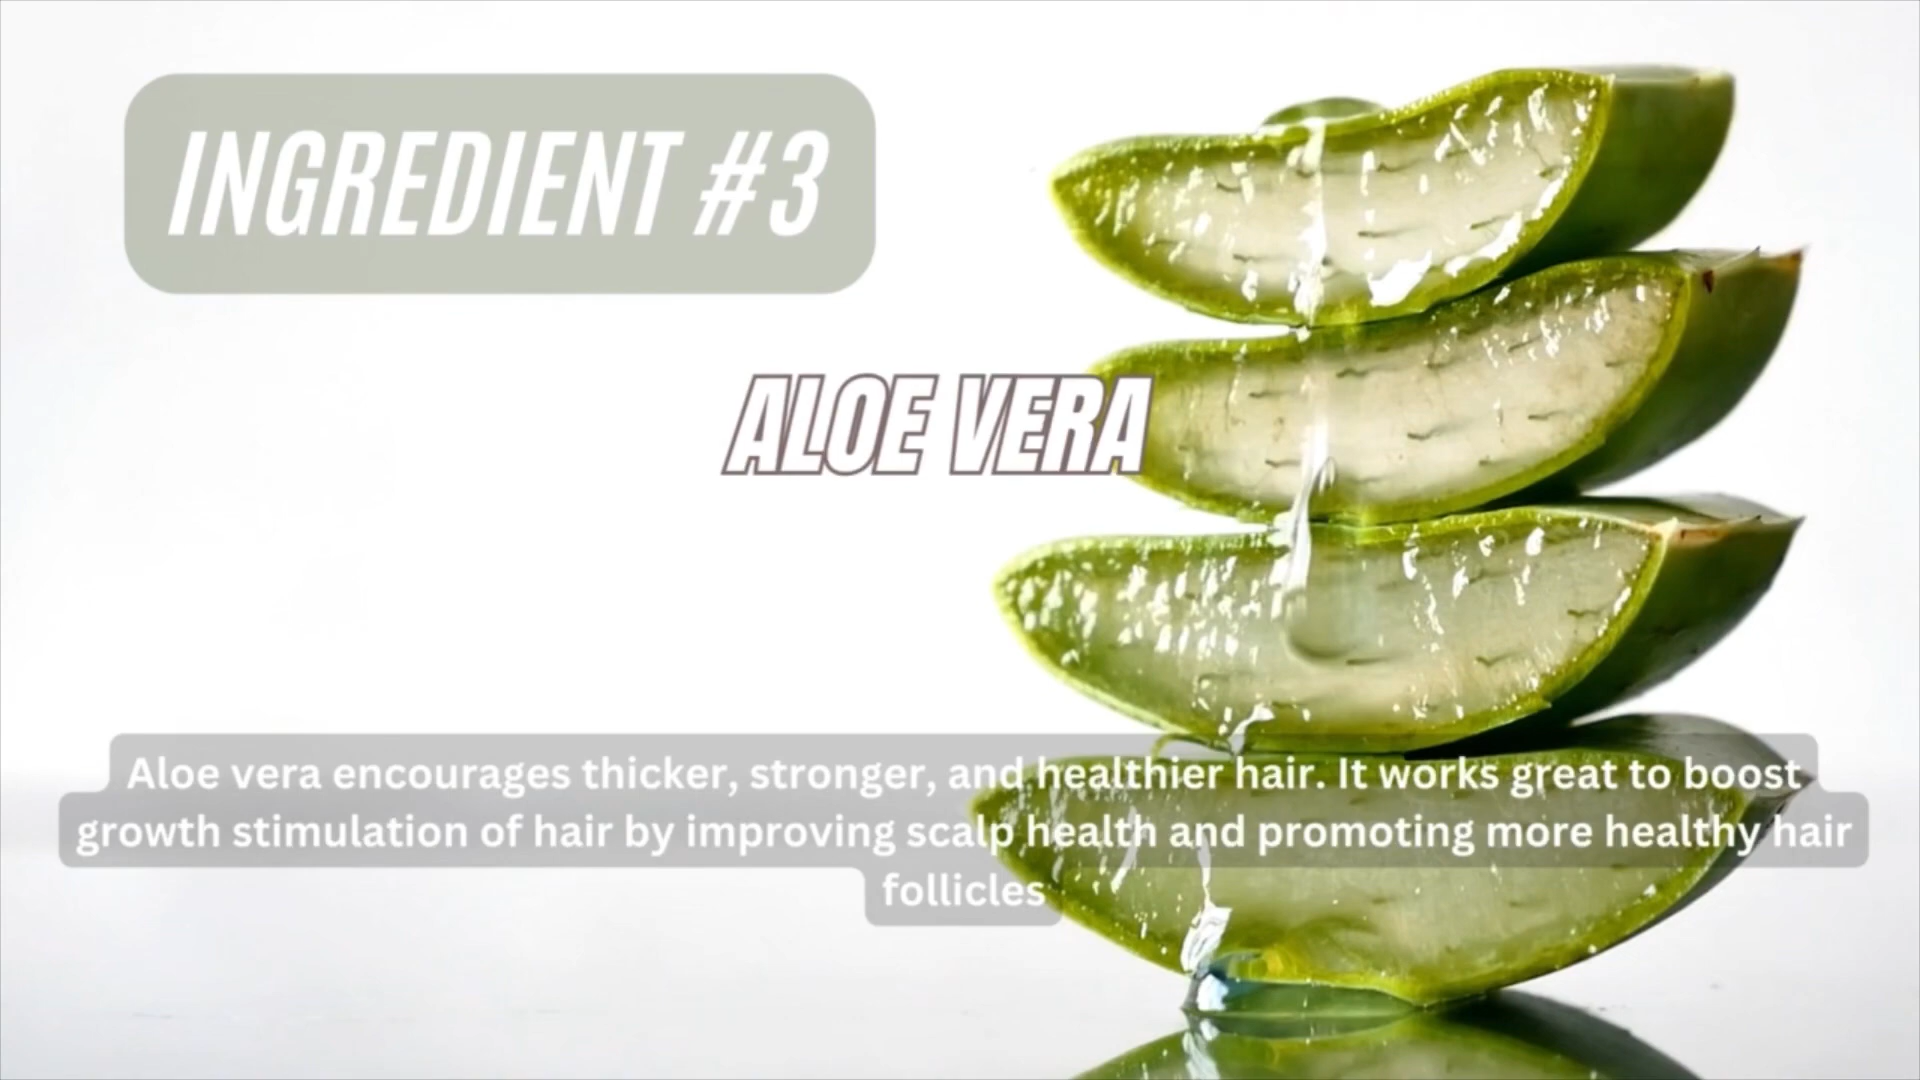 INGREDIENT #3
ALOE VERA
Aloe vera encourages thicker, stronger, and healthier hair. It works great to boost
growth stimulation of hair by improving scalp health and promoting more healthy hair
follicles